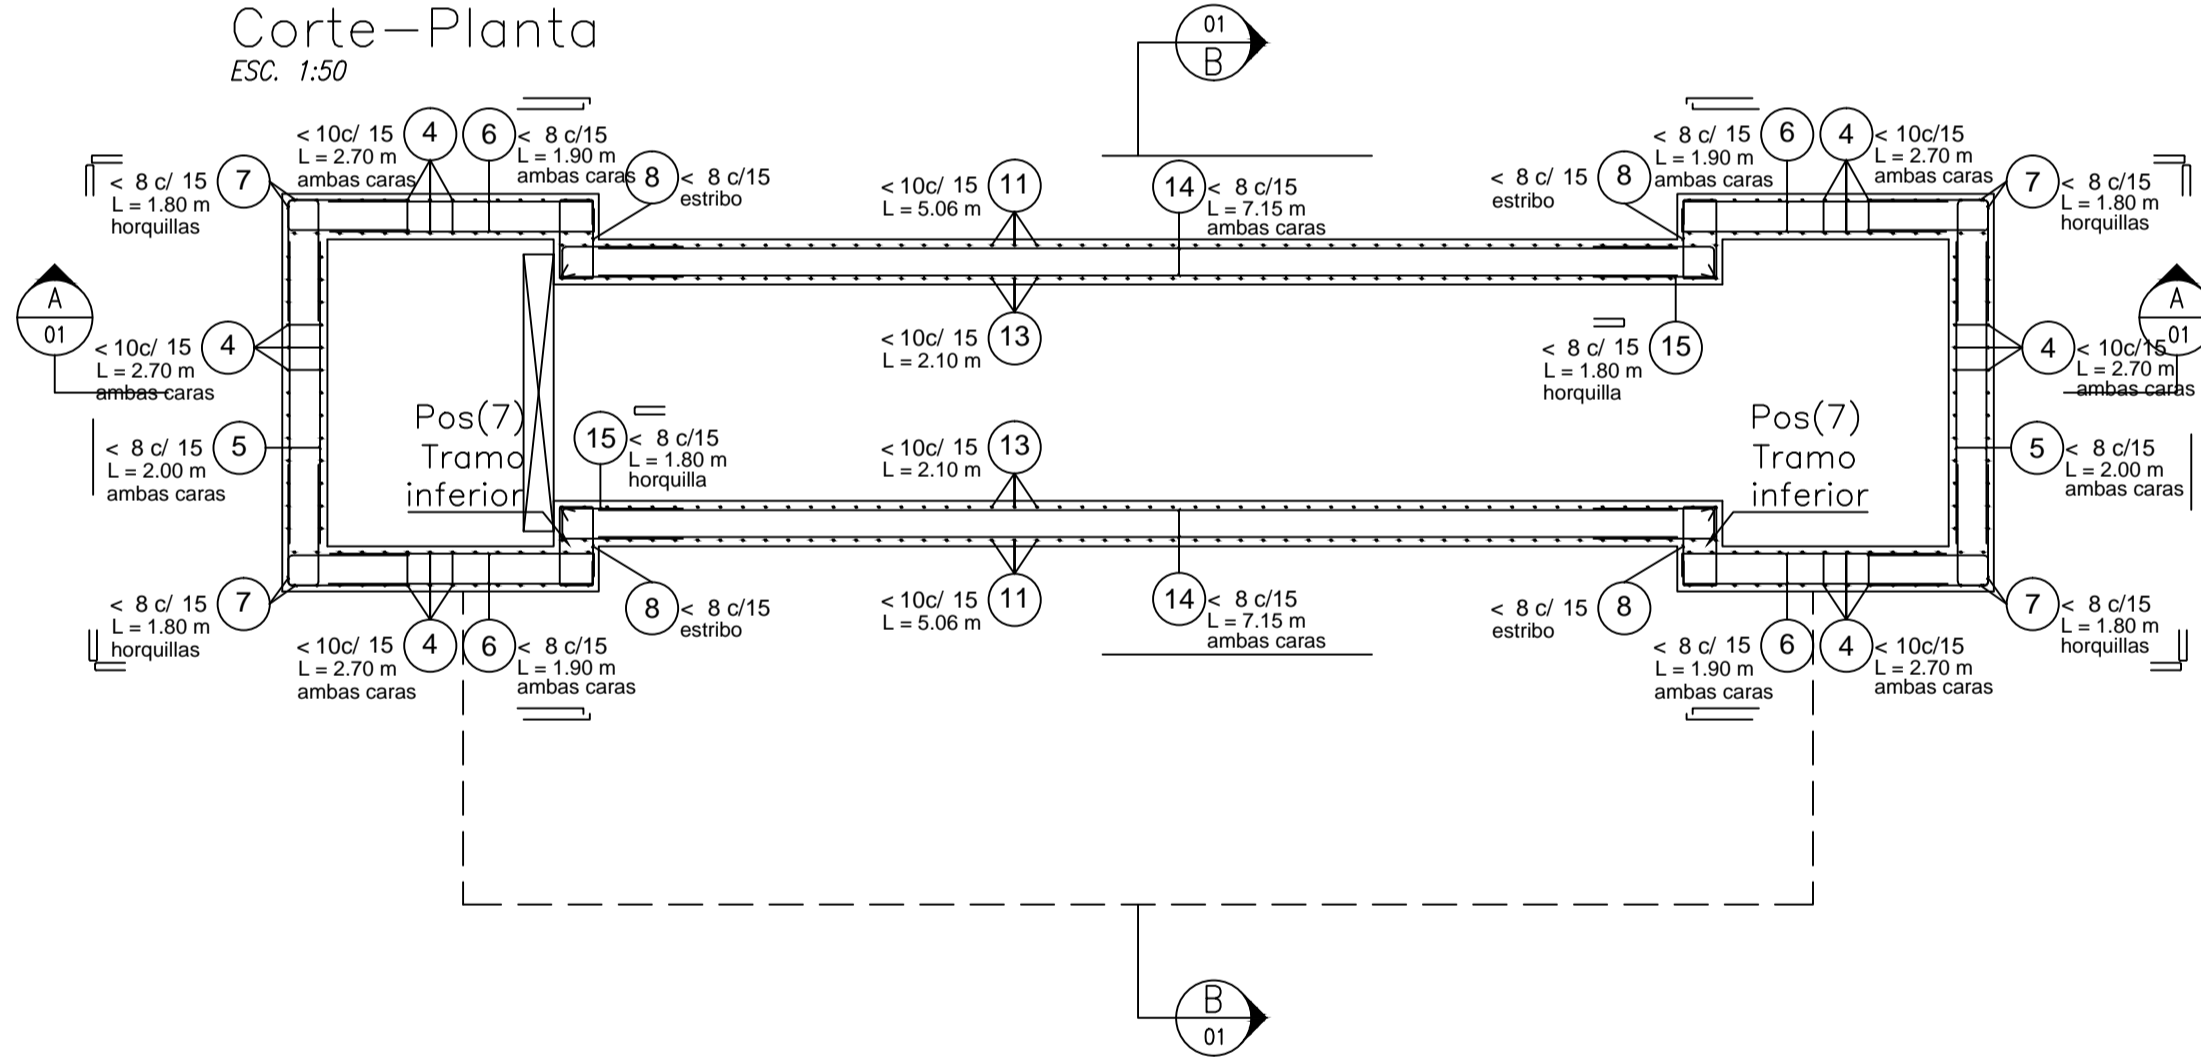 Corte-Planta
ESC. 1:50
01
B
< 10c/ 15
L = 2.70 m
ambas caras
4
6
< 8 c/15
L = 1.90 m
ambas caras
< 8 c/ 15
L = 1.80 m
horquillas
7
8
< 8 c/15
estribo
< 10c/ 15
L = 5.06 m
11
14
< 8 c/15
L = 7.15 m
ambas caras
< 8 c/ 15
estribo
8
< 8 c/ 15
L = 1.90 m
ambas caras
6
4
< 10c/15
L = 2.70 m
ambas caras
7
< 8 c/15
L = 1.80 m
horquillas
A
01
< 10c/ 15
L = 2.70 m
ambas caras
4
< 10c/ 15
L = 2.10 m
13
< 8 c/ 15
L = 1.80 m
horquilla
15
4
< 10c/15
L = 2.70 m
ambas caras
A
01
< 8 c/ 15
L = 2.00 m
ambas caras
5
Pos(7)
Tramo
inferior
15
< 8 c/15
L = 1.80 m
horquilla
< 10c/ 15
L = 2.10 m
13
Pos(7)
Tramo
inferior
5
< 8 c/15
L = 2.00 m
ambas caras
< 8 c/ 15
L = 1.80 m
horquillas
7
< 10c/ 15
L = 2.70 m
ambas caras
4
6
< 8 c/15
L = 1.90 m
ambas caras
8
< 8 c/15
estribo
< 10c/ 15
L = 5.06 m
11
14
< 8 c/15
L = 7.15 m
ambas caras
< 8 c/ 15
estribo
8
< 8 c/ 15
L = 1.90 m
ambas caras
6
4
< 10c/15
L = 2.70 m
ambas caras
7
< 8 c/15
L = 1.80 m
horquillas
B
01